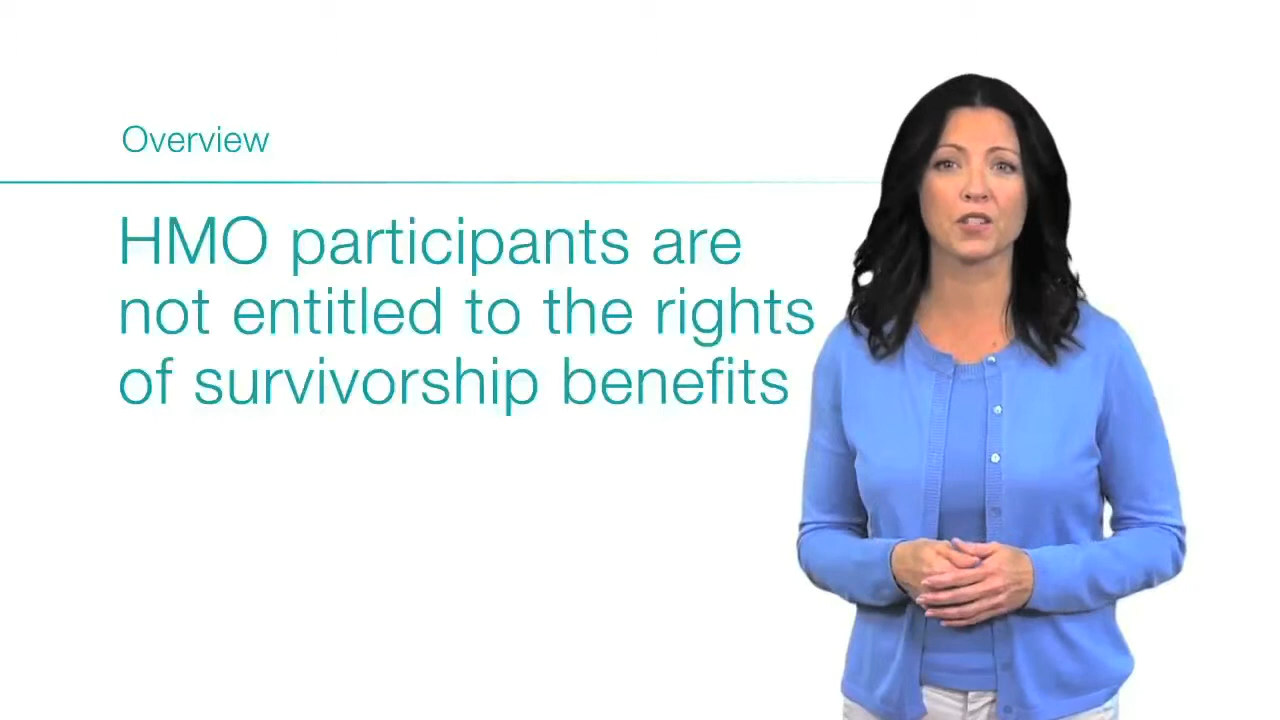 Overview
HMO participants are
not entitled to the rights
of survivorship benefits